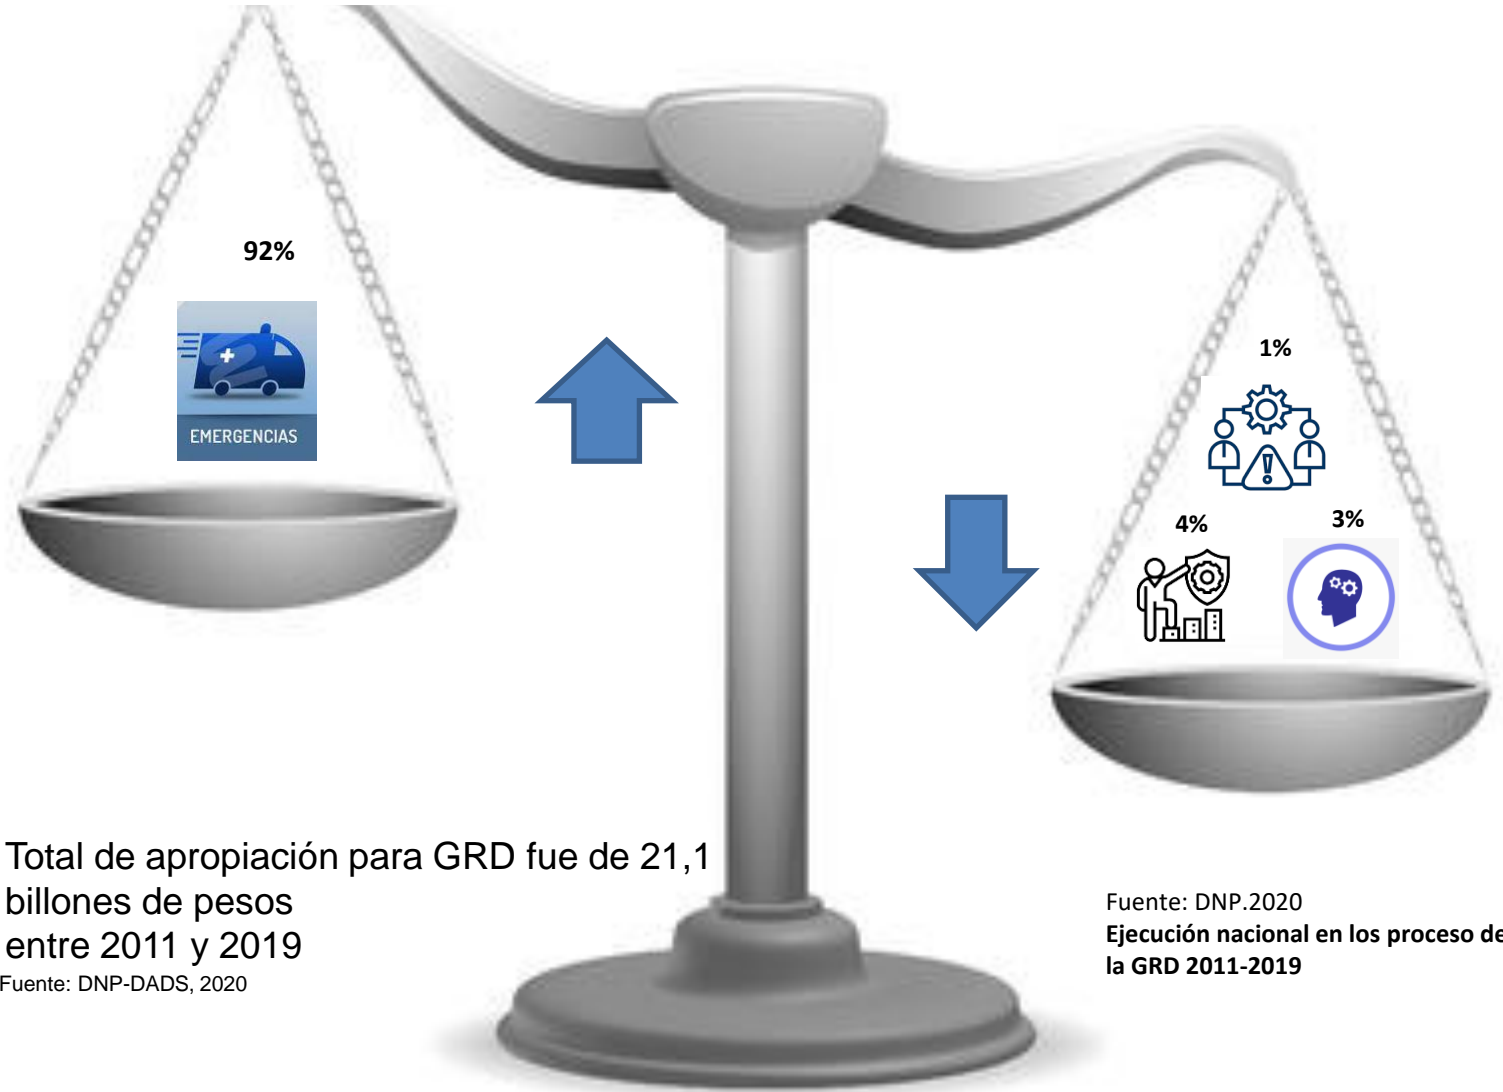 92%
EMERGENCIAS
1%
4%
3%
Total de apropiación para GRD fue de 21,1
billones de pesos
entre 2011 y 2019
Fuente: DNP-DADS, 2020
Fuente: DNP.2020
Ejecución nacional en los proceso de
la GRD 2011-2019